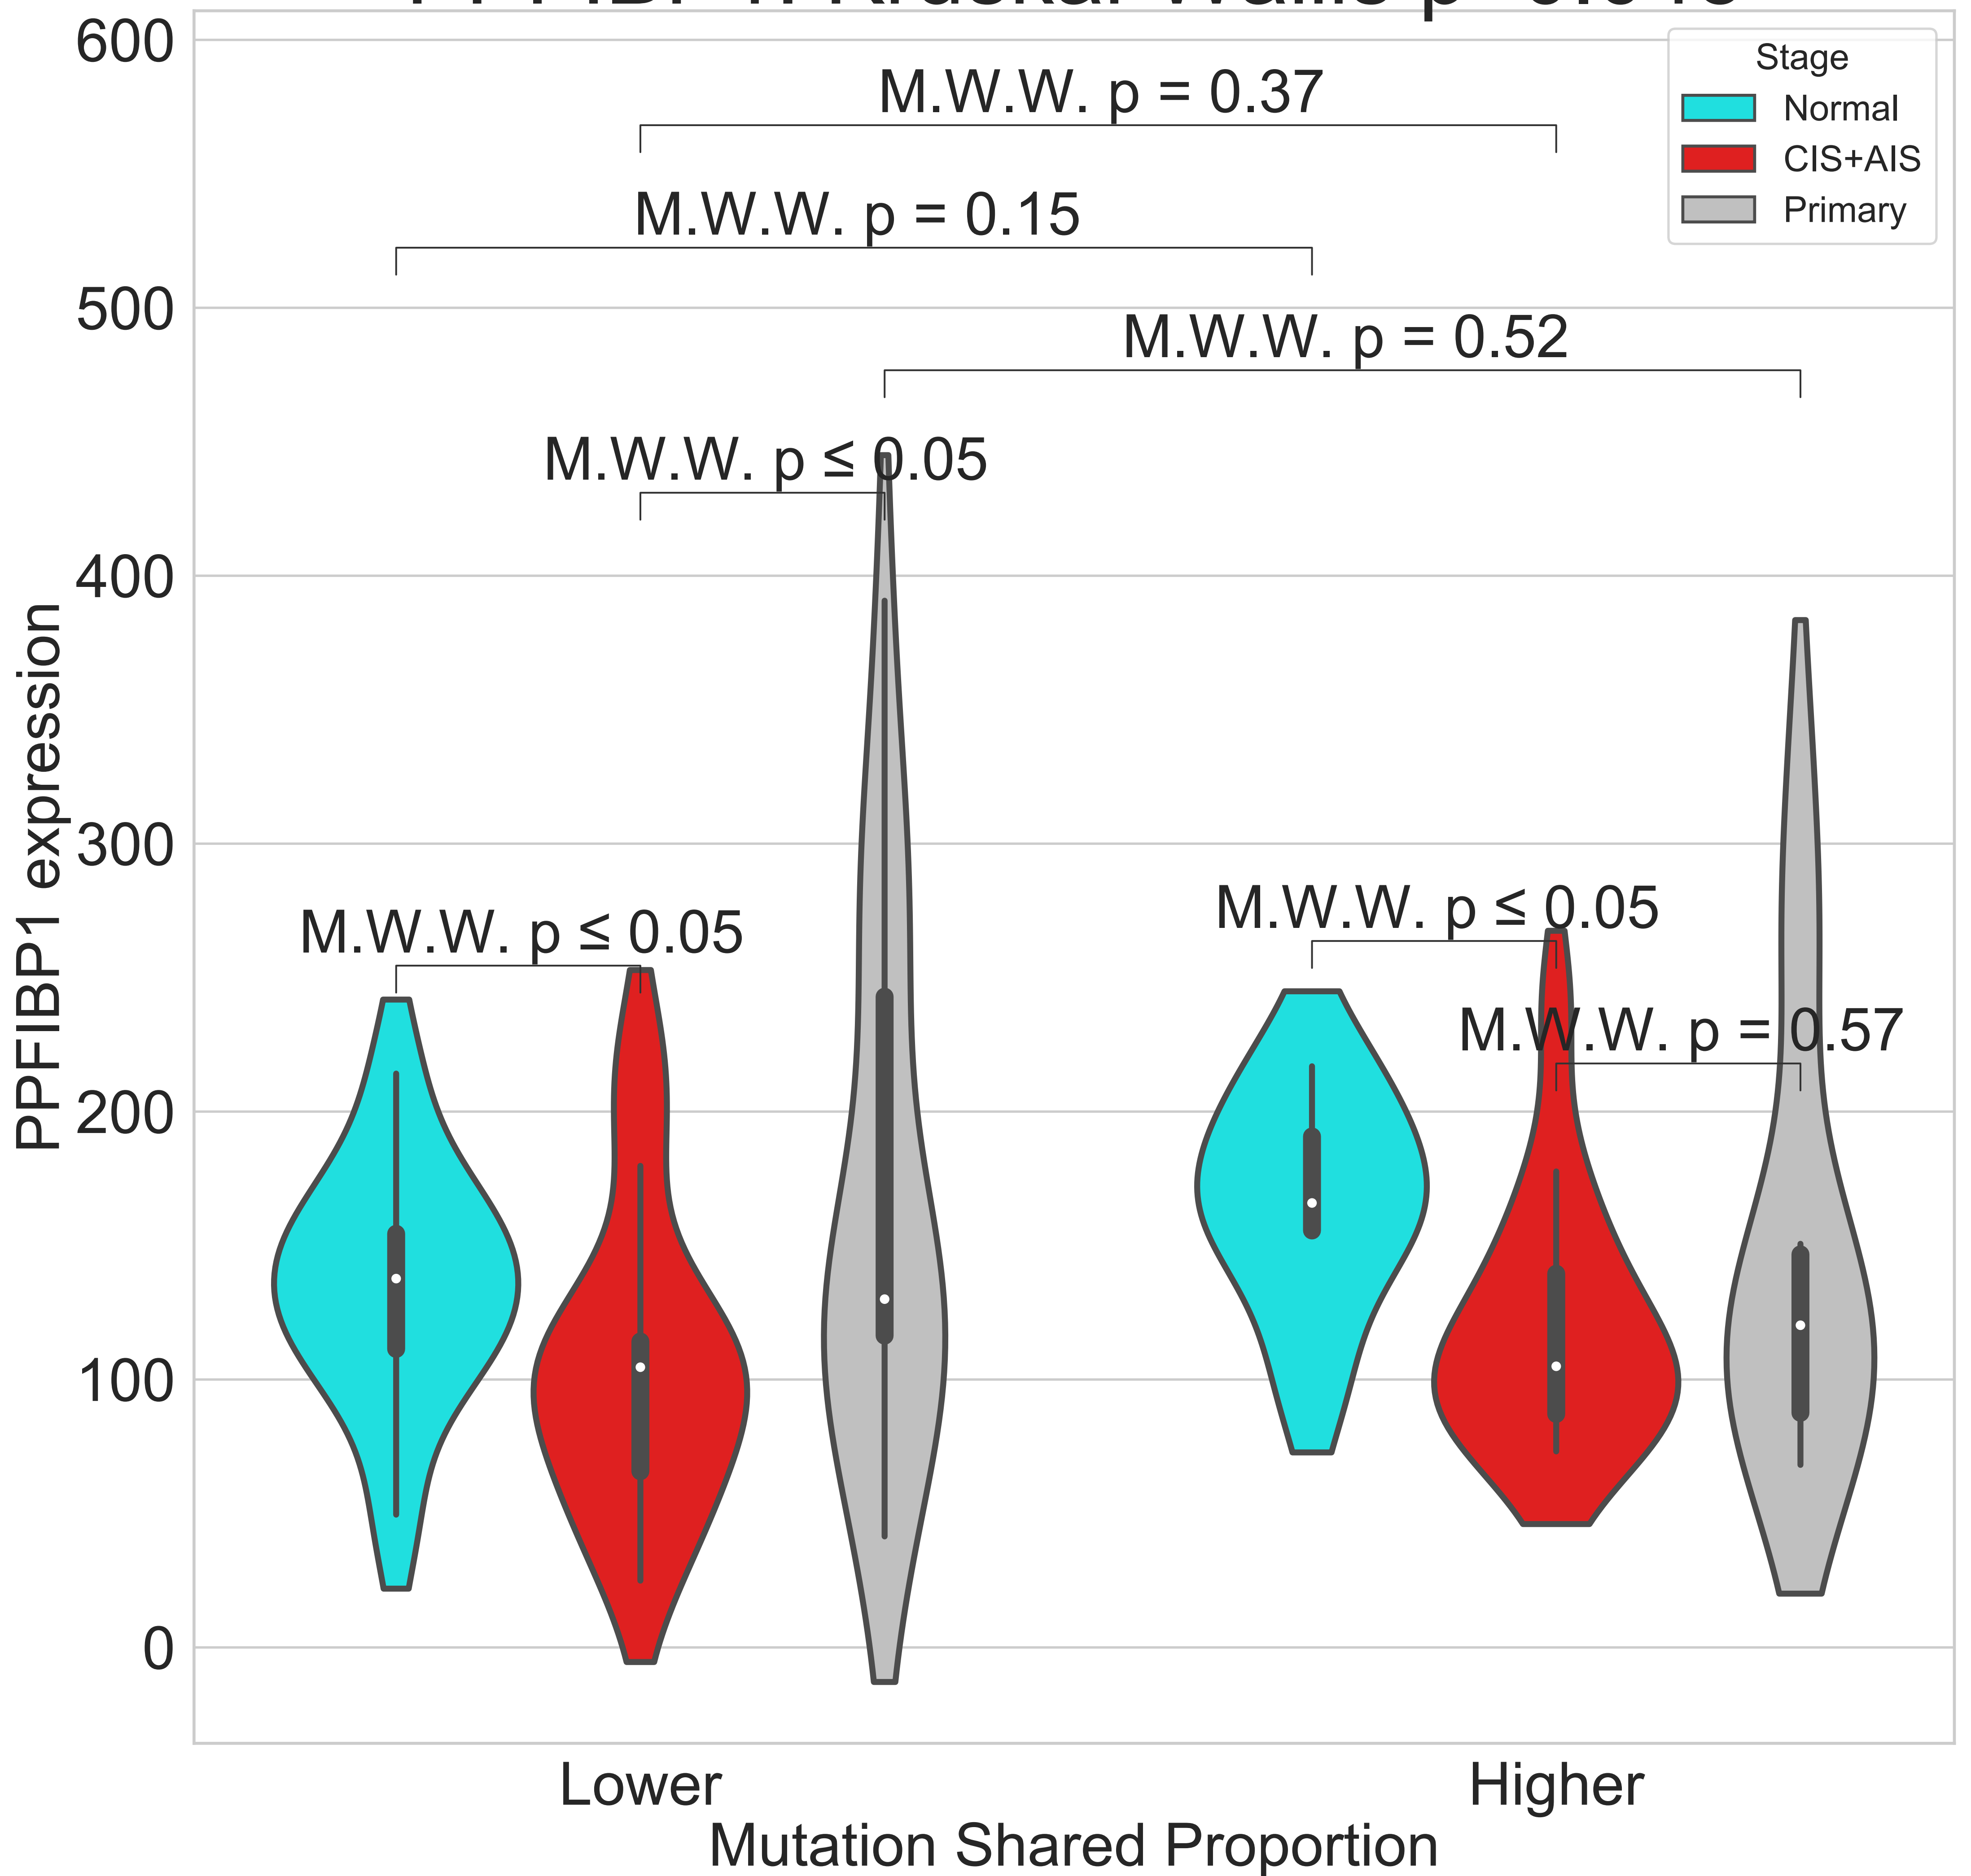 600
M.W.W. p = 0.37
Stage
Normal
CIS+AIS
Primary
M.W.W. p = 0.15
500
M.W.W. p = 0.52
M.W.W. p ≤ 0.05
400
PPFIBP1 expression
300
M.W.W. p ≤ 0.05
M.W.W. p ≤ 0.05
M.W.W. p = 0.57
200
100
0
Lower
Higher
Mutation Shared Proportion